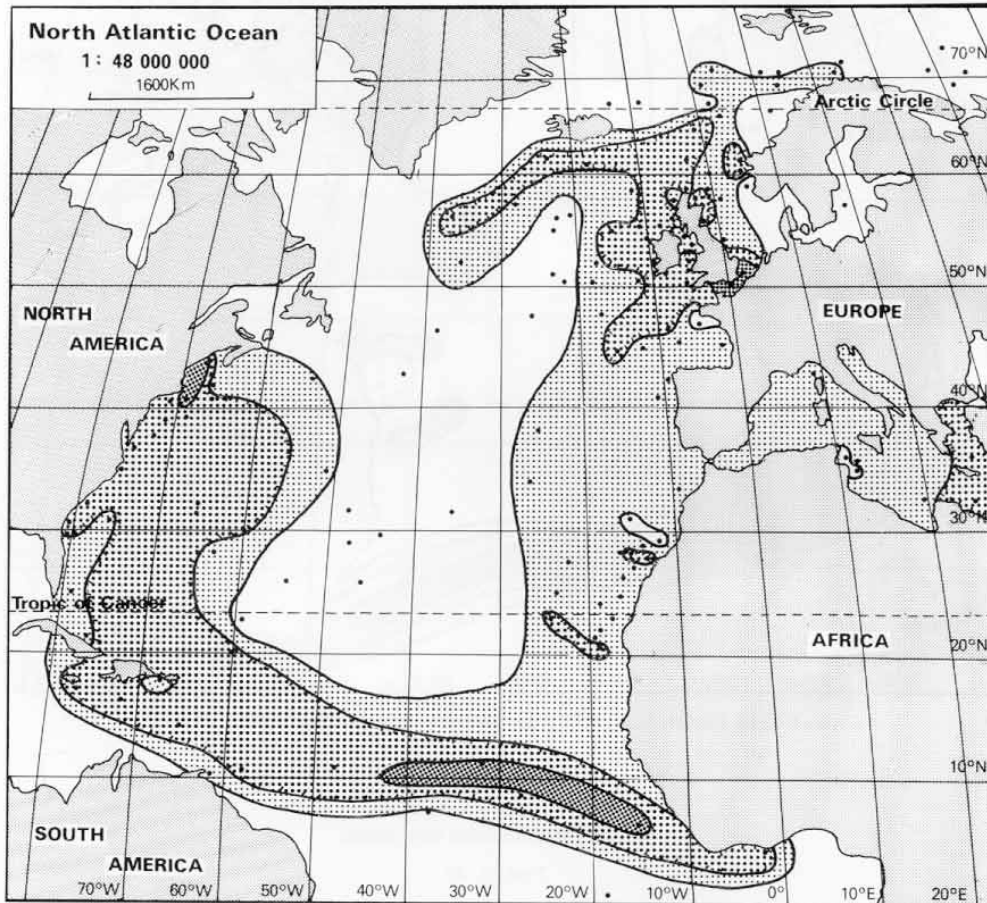 North Atlantic Ocean
1: 48 000 000
1600Km
70°N
Arctic Circle
60°N
50°N
NORTH
AMERICA
EUROPE
40°N
30°N
Tropic of Cancer
AFRICA
20°N
10°N
SOUTH
AMERICA
70°W 60°W 50°W 40°W 30°W 20°W 10°W 0° 10°E 20°E